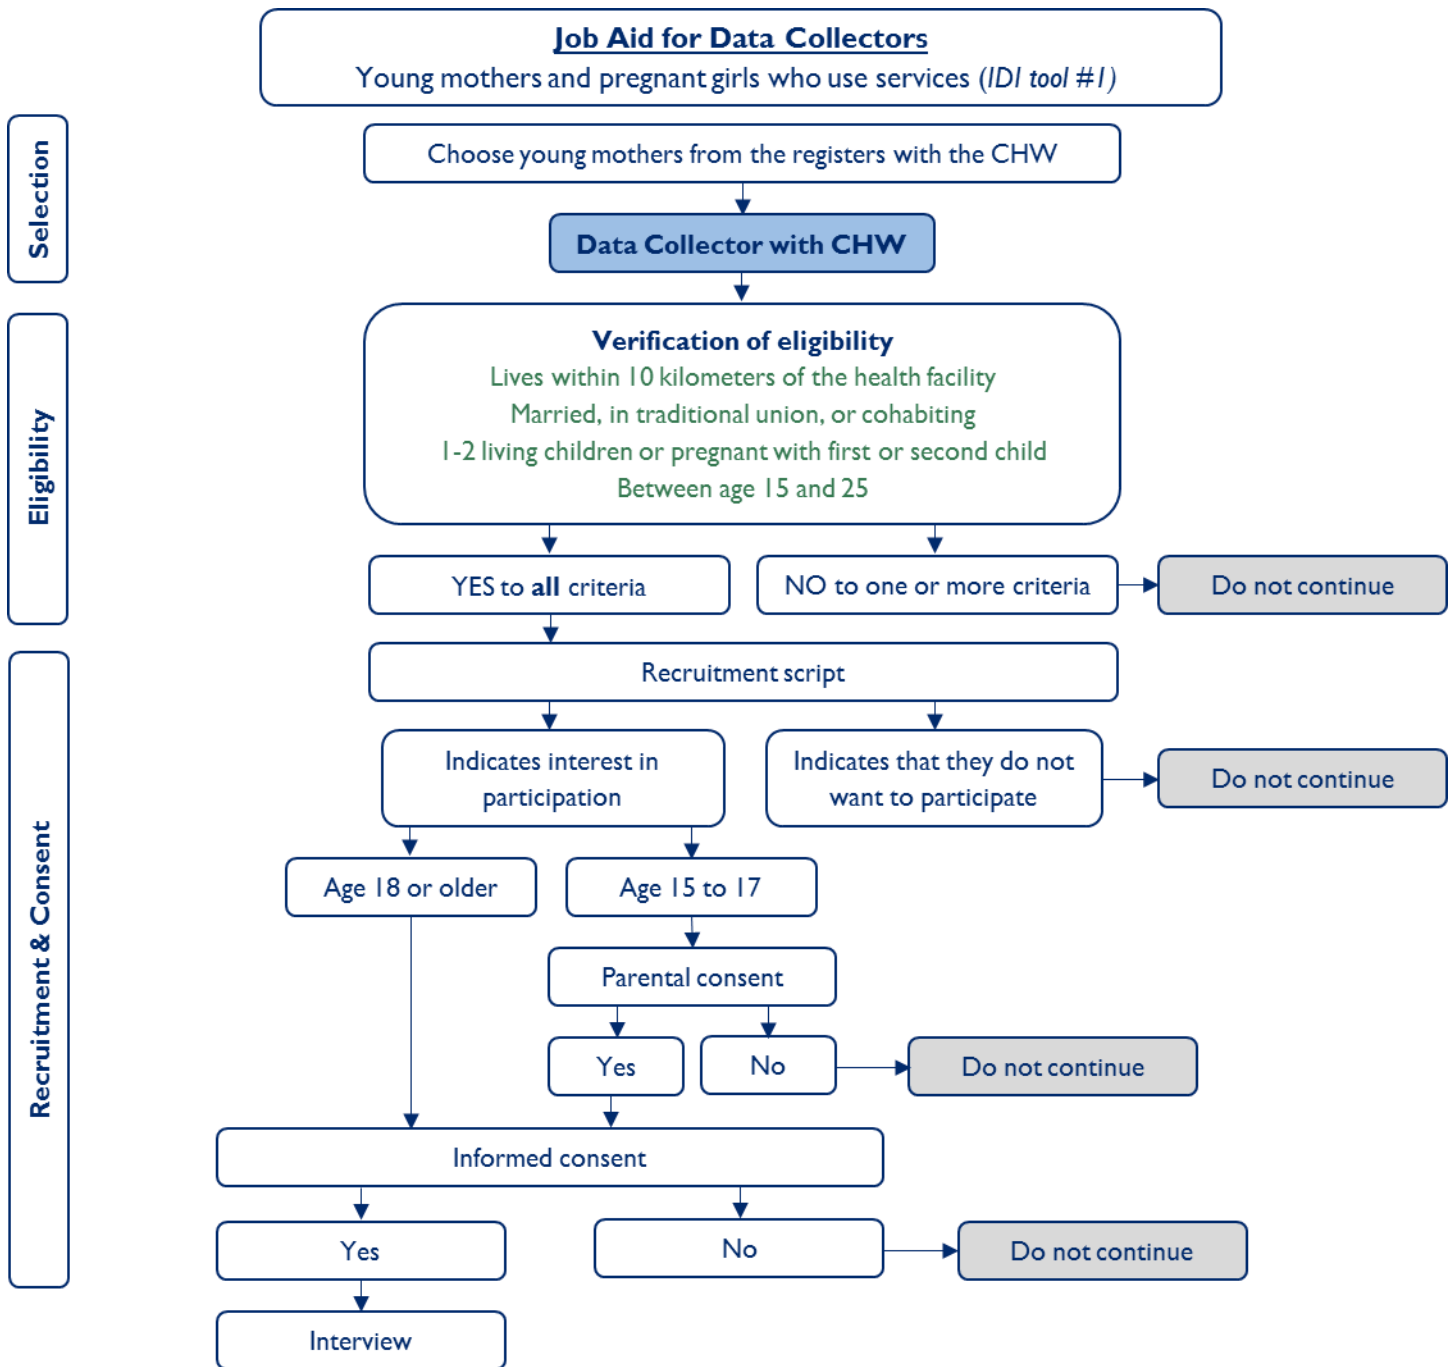 Job Aid for Data Collectors
Young mothers and pregnant girls who use services (IDI tool #1)
Selection
Choose young mothers from the registers with the CHW
Data Collector with CHW
Eligibility
Verification of eligibility
Lives within 10 kilometers of the health facility
Married, in traditional union, or cohabiting
1-2 living children or pregnant with first or second child
Between age 15 and 25
YES to all criteria
NO to one or more criteria
Do not continue
Recruitment & Consent
Recruitment script
Indicates interest in
participation
Indicates that they do not
want to participate
Do not continue
Age 18 or older
Age 15 to 17
Parental consent
Yes
No
Do not continue
Informed consent
Yes
No
Do not continue
Interview